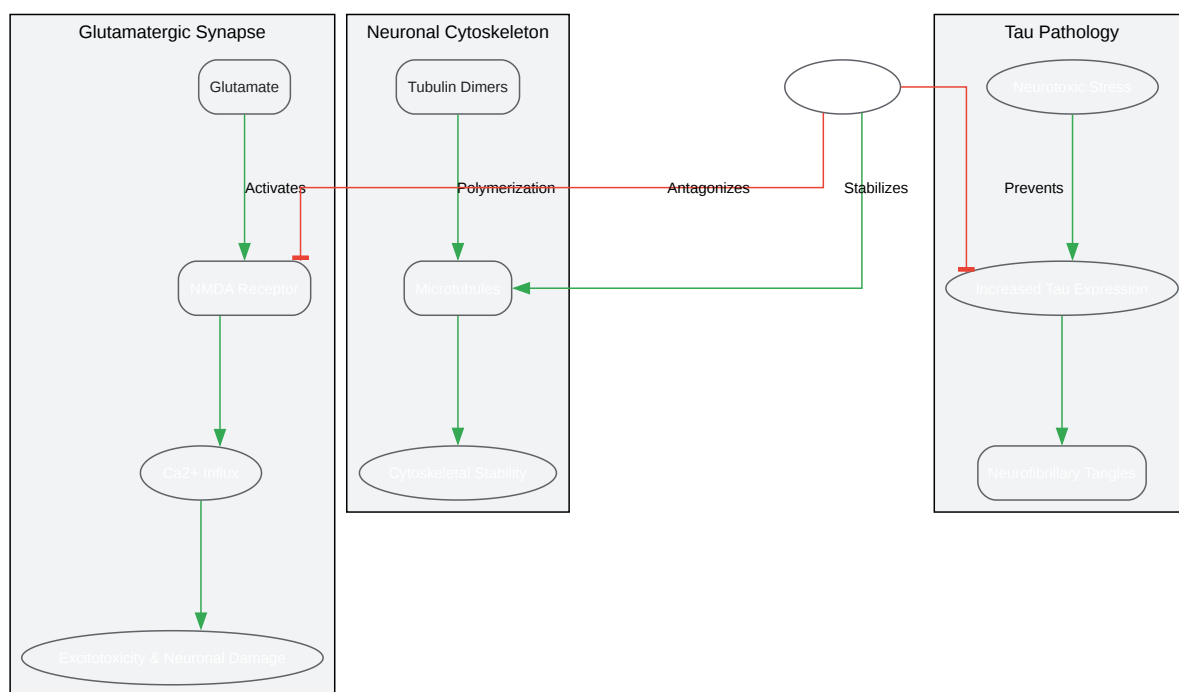 Glutamatergic Synapse
Neuronal Cytoskeleton
Tau Pathology
Glutamate
Tubulin Dimers
Neurotoxic Stress
Activates
Polymerization
Antagonizes
Stabilizes
Prevents
NMDA Receptor
Microtubules
Increased Tau Expression
Ca2+ Influx
Cytoskeletal Stability
Neurofibrillary Tangles
Excitotoxicity & Neuronal Damage